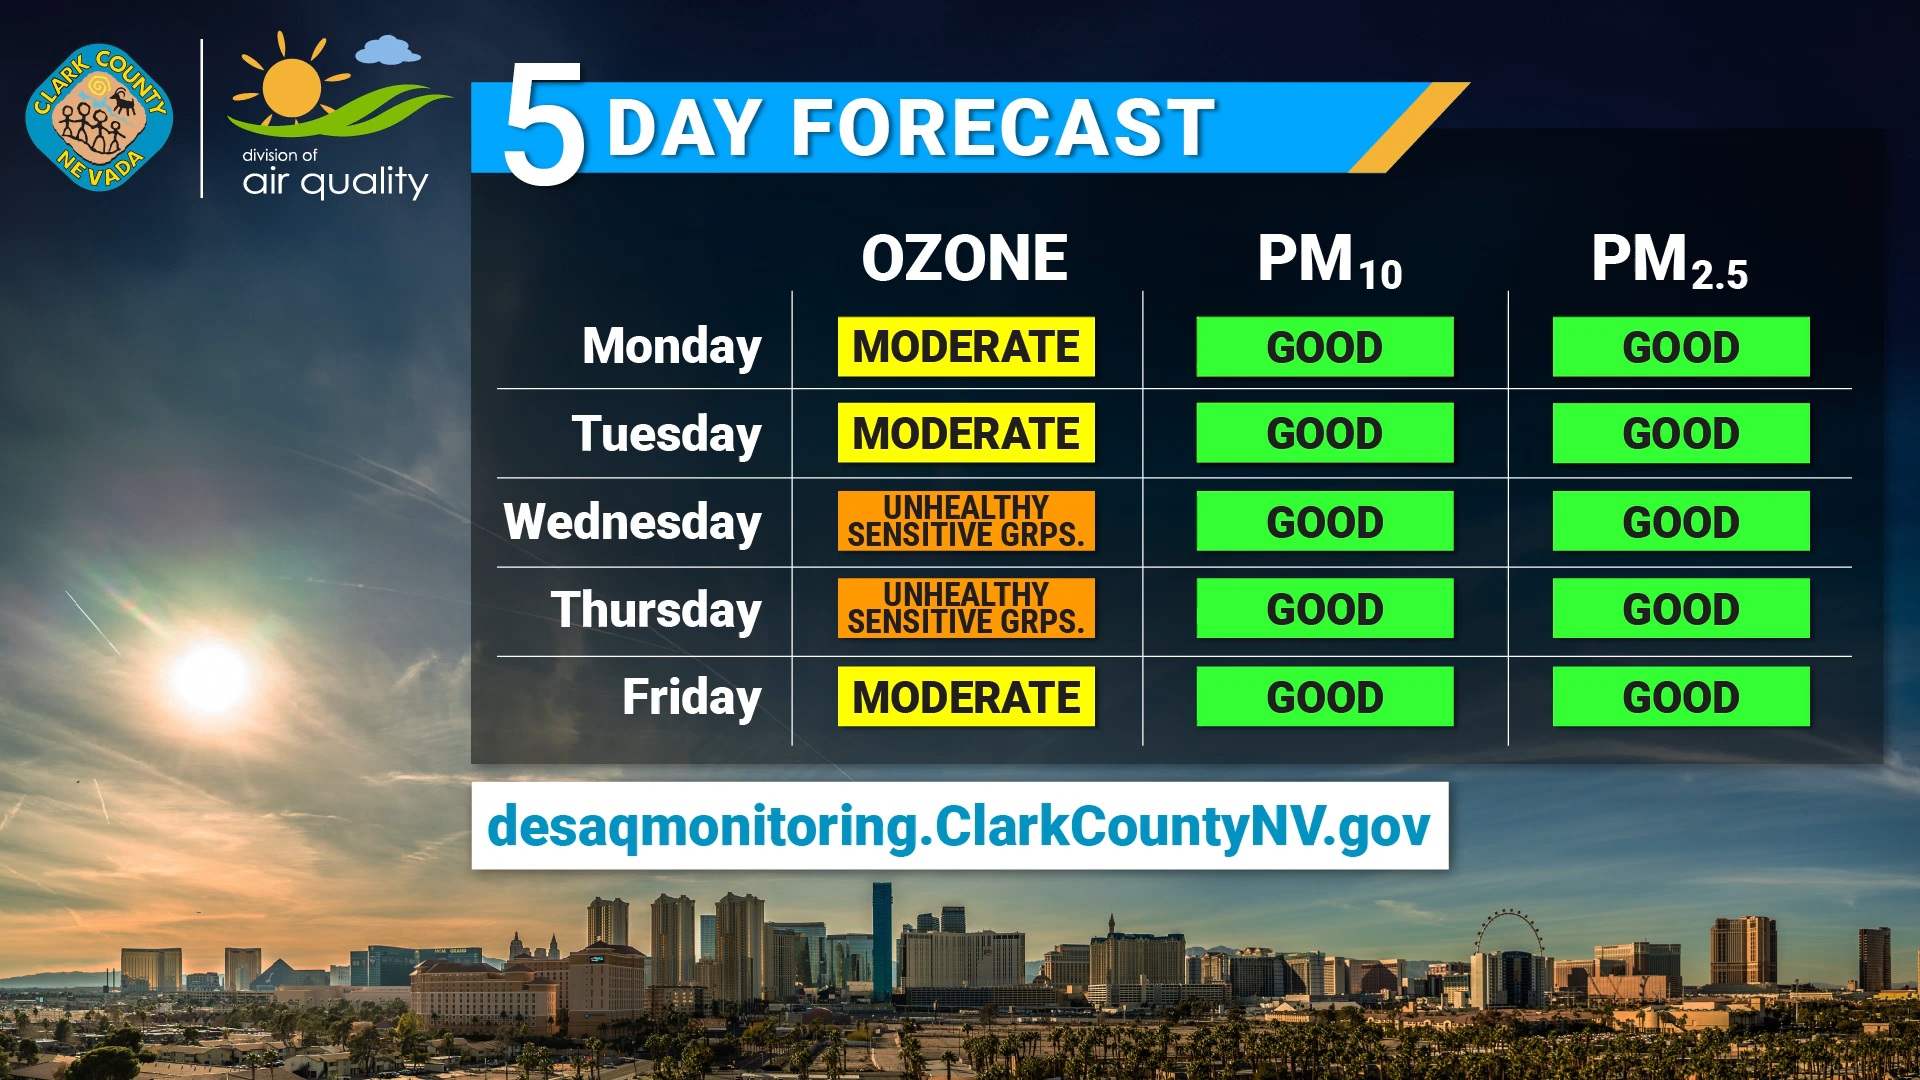 CLARK COUNTY
NEVADA
division of
air quality
5 DAY FORECAST
OZONE PM10 PM2.5
Monday MODERATE GOOD GOOD
Tuesday MODERATE GOOD GOOD
Wednesday UNHEALTHY SENSITIVE GRPS. GOOD GOOD
Thursday UNHEALTHY SENSITIVE GRPS. GOOD GOOD
Friday MODERATE GOOD GOOD
desaqmonitoring.ClarkCountyNV.gov
MGM GRAND